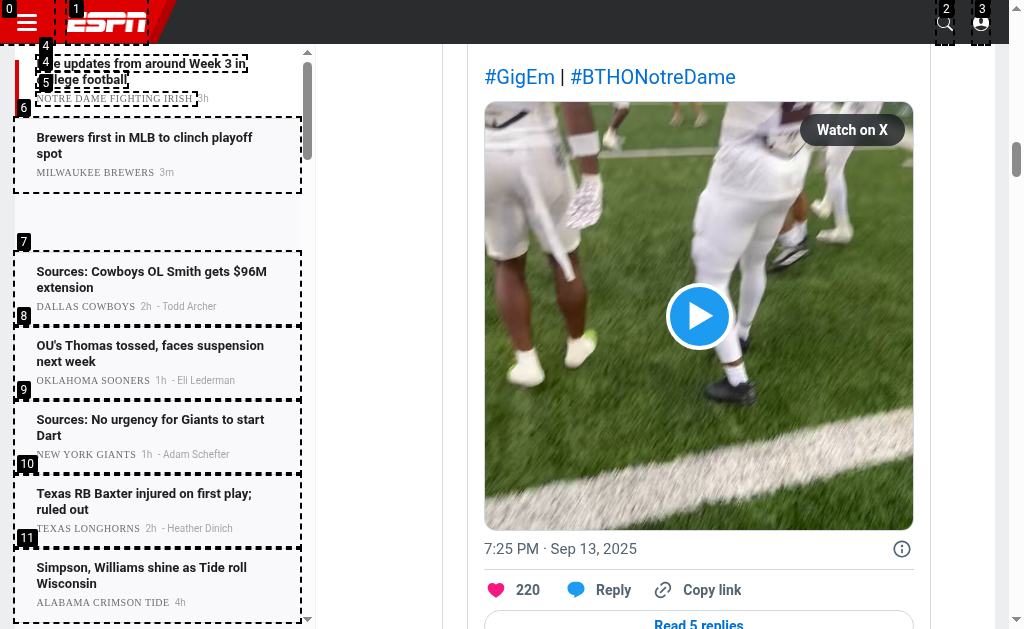 0
1
ESPN
2
3
4
Live updates from around Week 3 in
4
college football
5
NOTRE DAME FIGHTING IRISH 3h
6
Brewers first in MLB to clinch playoff
spot
MILWAUKEE BREWERS 3m
7
Sources: Cowboys OL Smith gets $96M
extension
DALLAS COWBOYS 2h - Todd Archer
8
OU's Thomas tossed, faces suspension
next week
OKLAHOMA SOONERS 1h - Eli Lederman
9
Sources: No urgency for Giants to start
Dart
NEW YORK GIANTS 1h - Adam Schefter
10
Texas RB Baxter injured on first play;
ruled out
TEXAS LONGHORNS 2h - Heather Dinich
11
Simpson, Williams shine as Tide roll
Wisconsin
ALABAMA CRIMSON TIDE 4h
#GigEm | #BTHONotreDame
Watch on X
7:25 PM · Sep 13, 2025
220 Reply Copy link
Read 5 replies